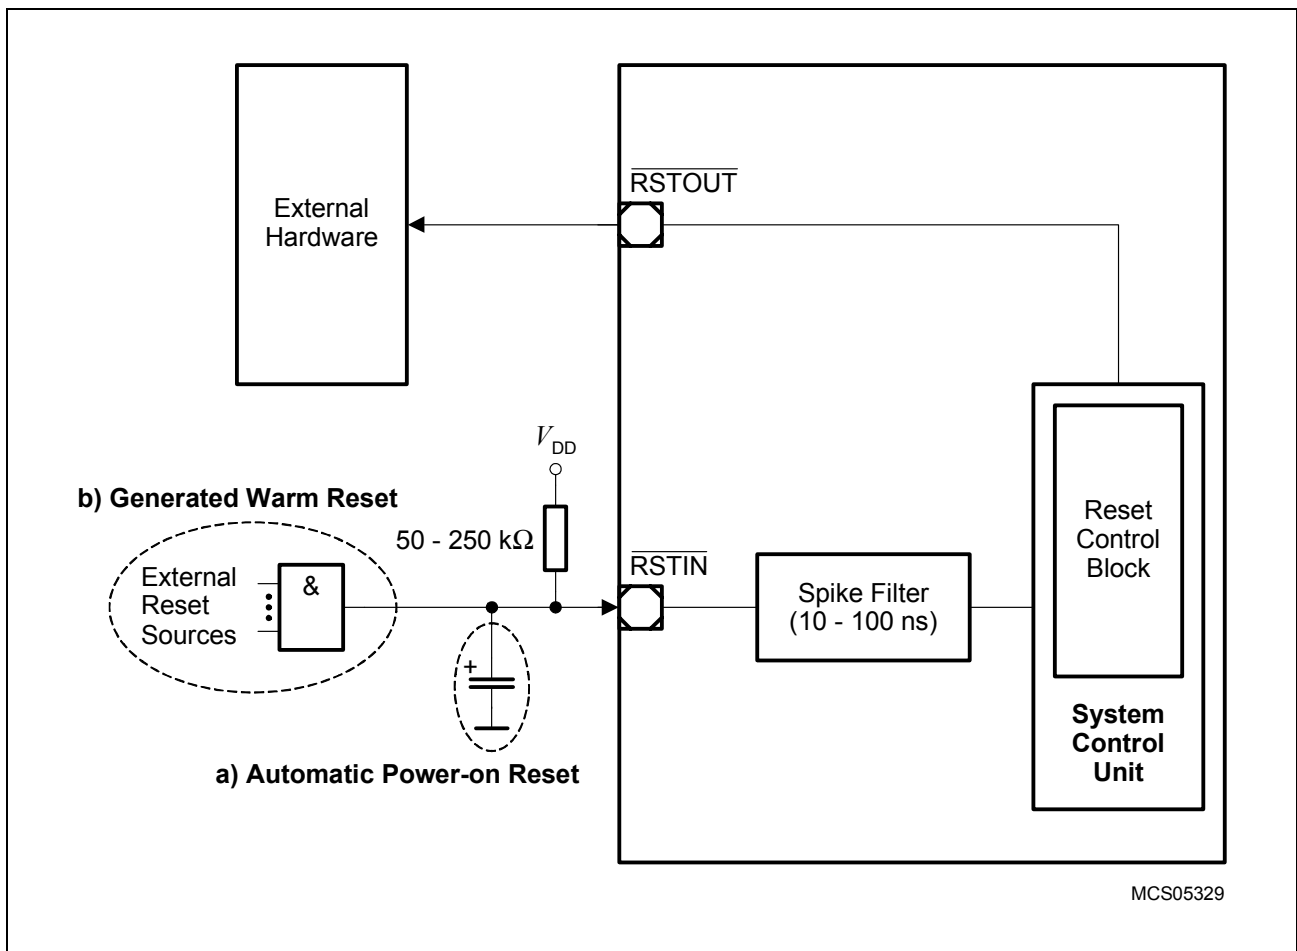 RSTOUT
External
Hardware
VDD
b) Generated Warm Reset
50 - 250 kΩ
External
Reset
Sources
&
RSTIN
Spike Filter
(10 - 100 ns)
Reset
Control
Block
+
System
Control
Unit
a) Automatic Power-on Reset
MCS05329